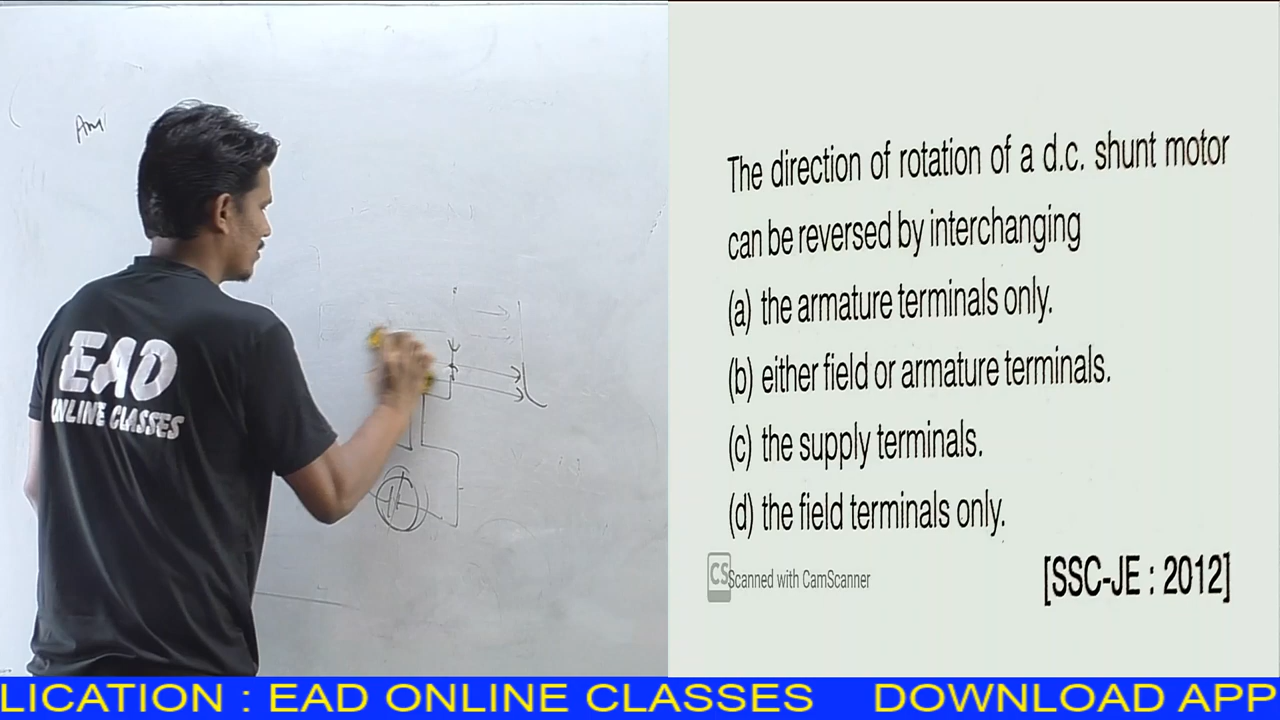 Am
EAD
ONLINE CLASSES
The direction of rotation of a d.c. shunt motor
can be reversed by interchanging
(a) the armature terminals only.
(b) either field or armature terminals.
(c) the supply terminals.
(d) the field terminals only.
CS Scanned with CamScanner
[SSC-JE : 2012]
LICATION : EAD ONLINE CLASSES DOWNLOAD APP